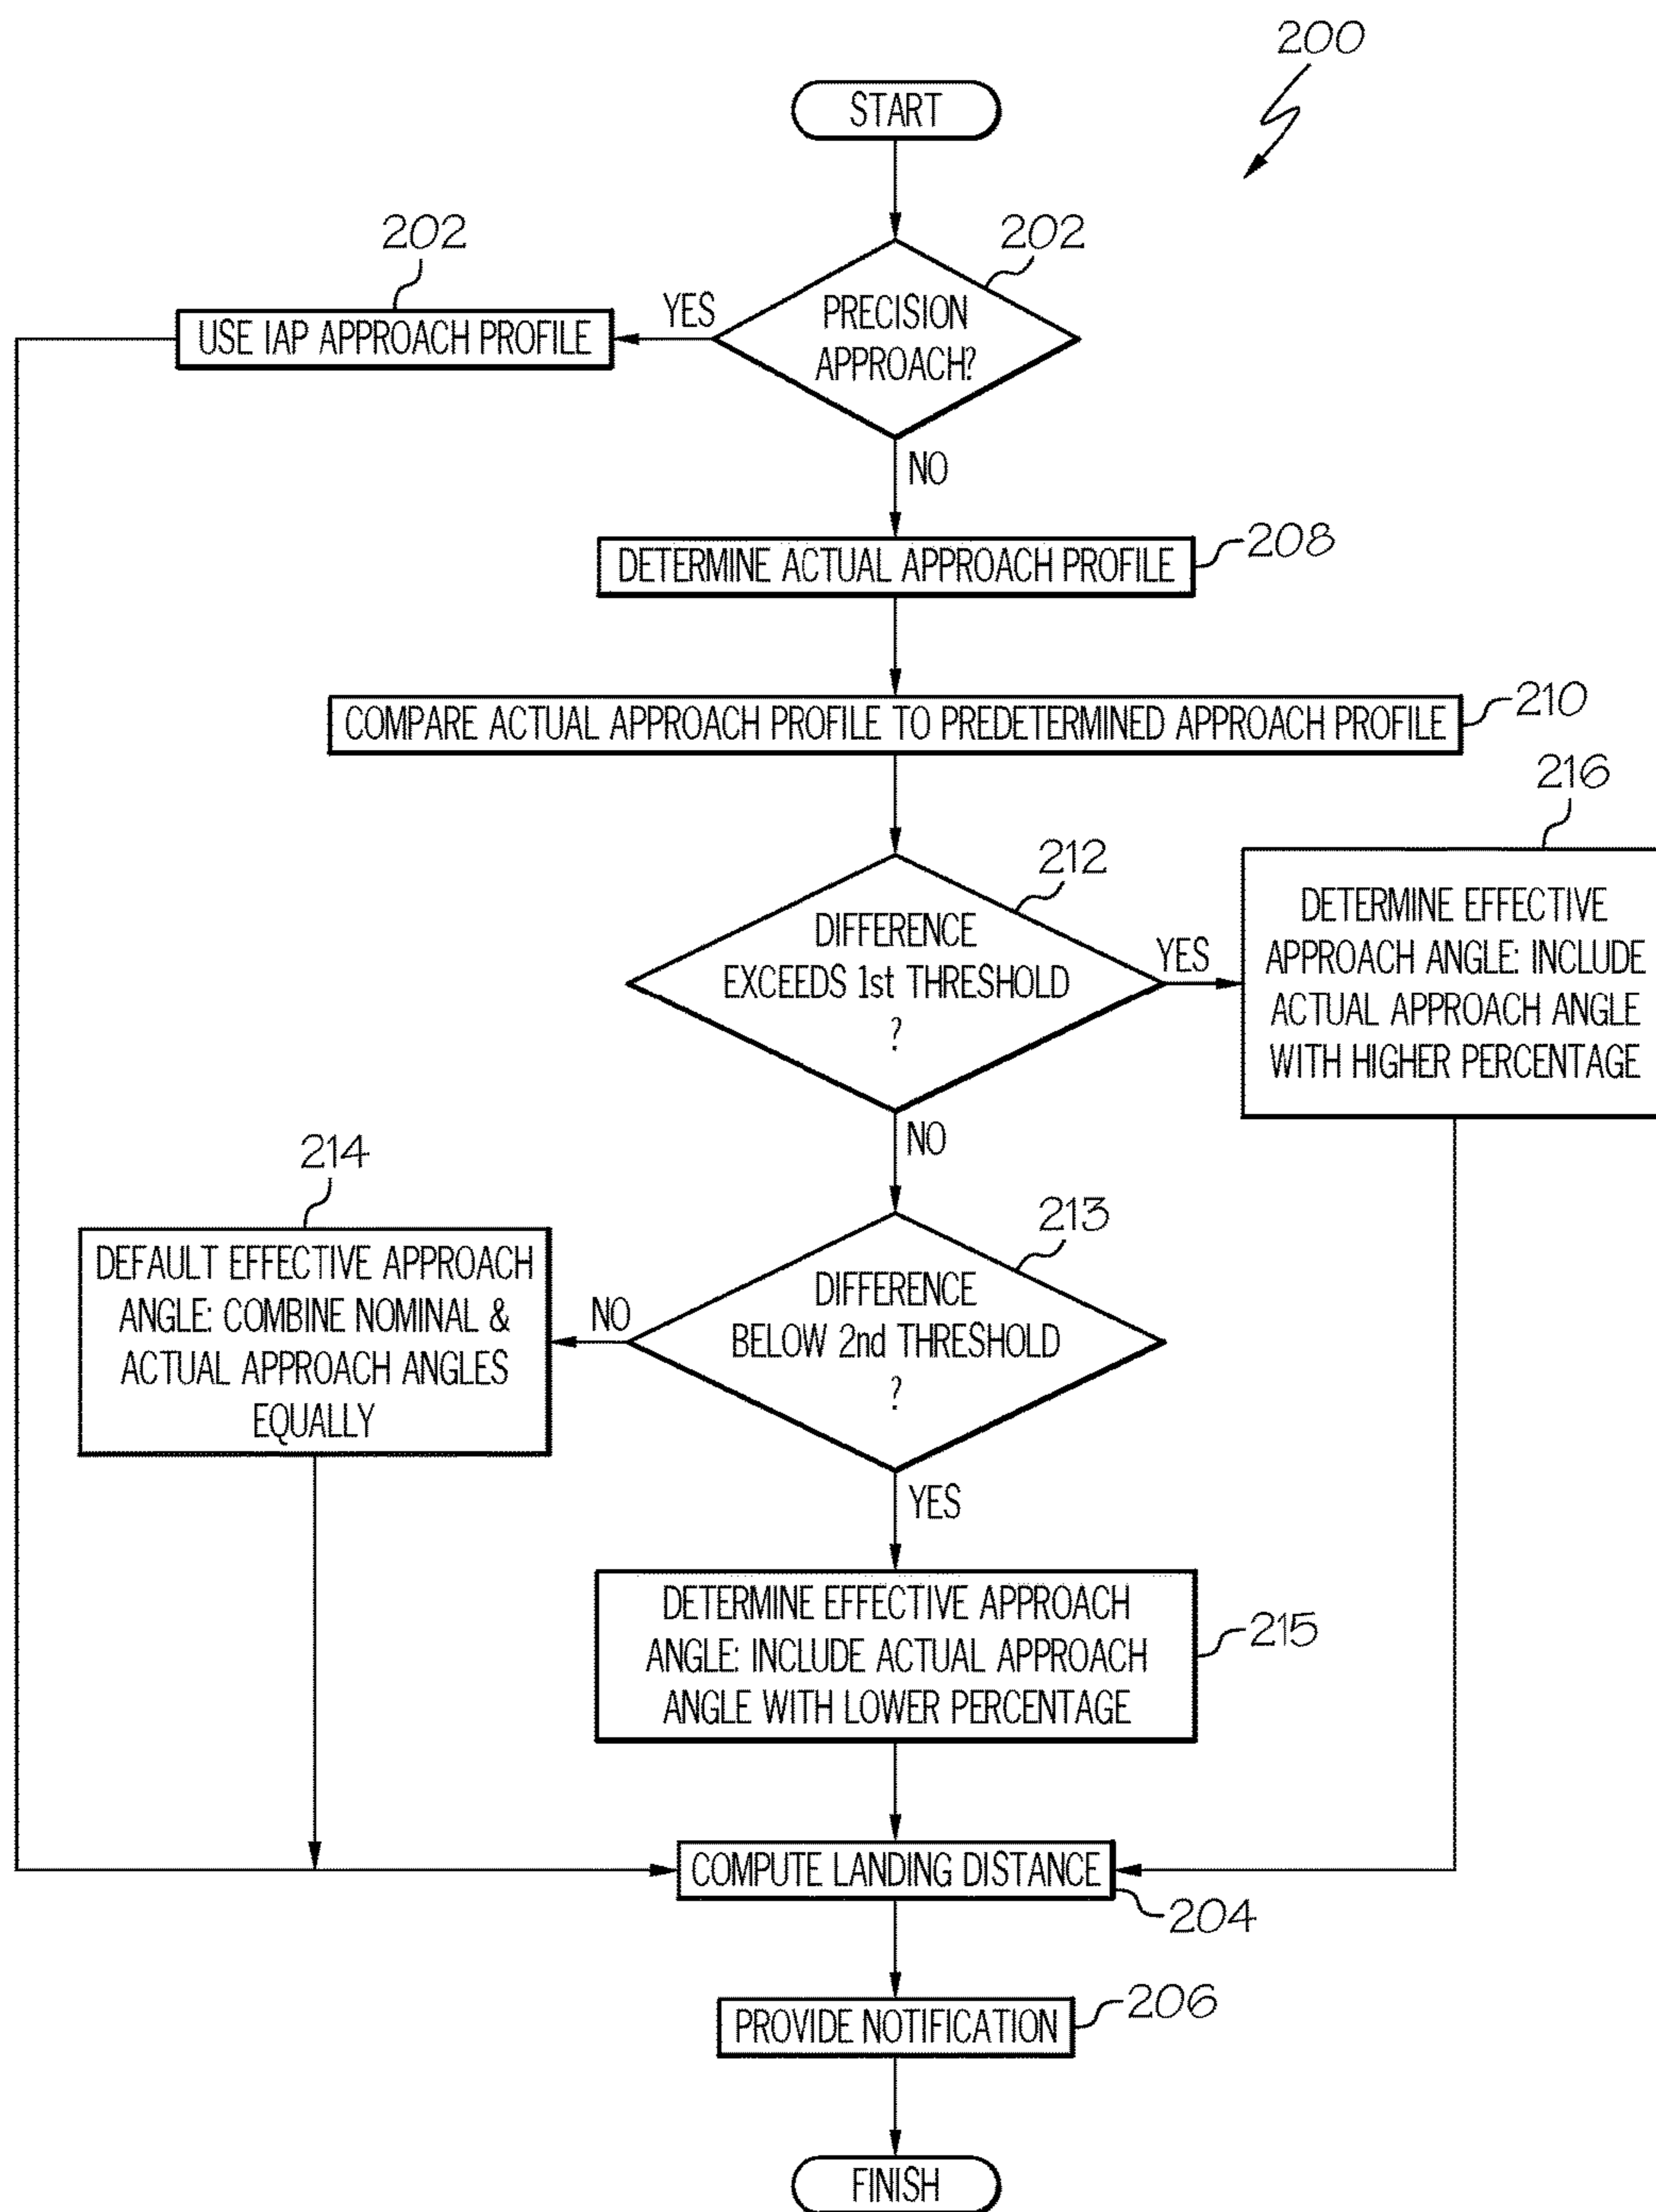 200
START
202
202
USE IAP APPROACH PROFILE
YES
PRECISION
APPROACH?
NO
DETERMINE ACTUAL APPROACH PROFILE
208
COMPARE ACTUAL APPROACH PROFILE TO PREDETERMINED APPROACH PROFILE
210
216
212
DIFFERENCE
EXCEEDS 1st THRESHOLD
?
YES
DETERMINE EFFECTIVE
APPROACH ANGLE: INCLUDE
ACTUAL APPROACH ANGLE
WITH HIGHER PERCENTAGE
NO
214
213
DEFAULT EFFECTIVE APPROACH
ANGLE: COMBINE NOMINAL &
ACTUAL APPROACH ANGLES
EQUALLY
NO
DIFFERENCE
BELOW 2nd THRESHOLD
?
YES
DETERMINE EFFECTIVE APPROACH
ANGLE: INCLUDE ACTUAL APPROACH
ANGLE WITH LOWER PERCENTAGE
215
COMPUTE LANDING DISTANCE
204
PROVIDE NOTIFICATION
206
FINISH